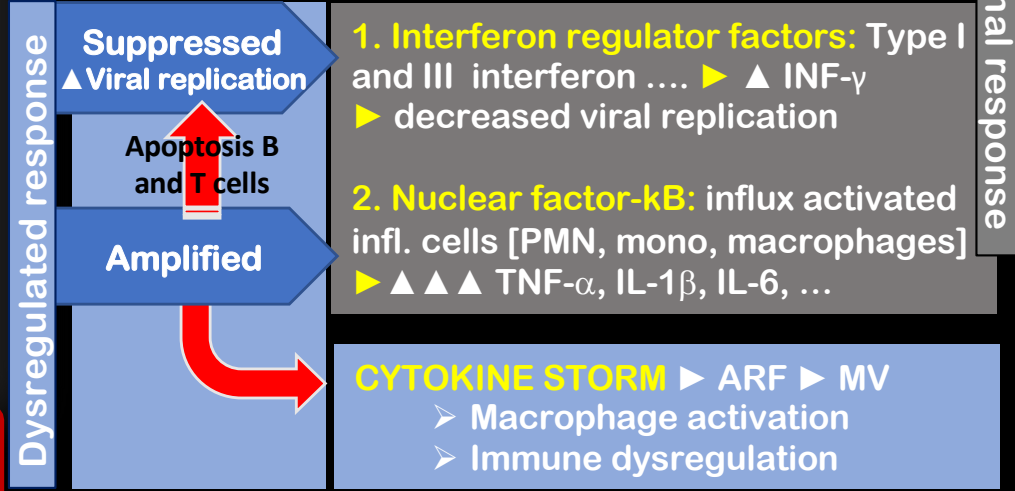 Dysregulated response
Suppressed
▲Viral replication
Apoptosis B
and T cells
Amplified
1. Interferon regulator factors: Type I
and III interferon .... ► ▲ INF-γ
► decreased viral replication
2. Nuclear factor-kB: influx activated
infl. cells [PMN, mono, macrophages]
►▲▲▲ TNF-α, IL-1β, IL-6, ...
nal response
CYTOKINE STORM ► ARF ► MV
➢ Macrophage activation
➢ Immune dysregulation